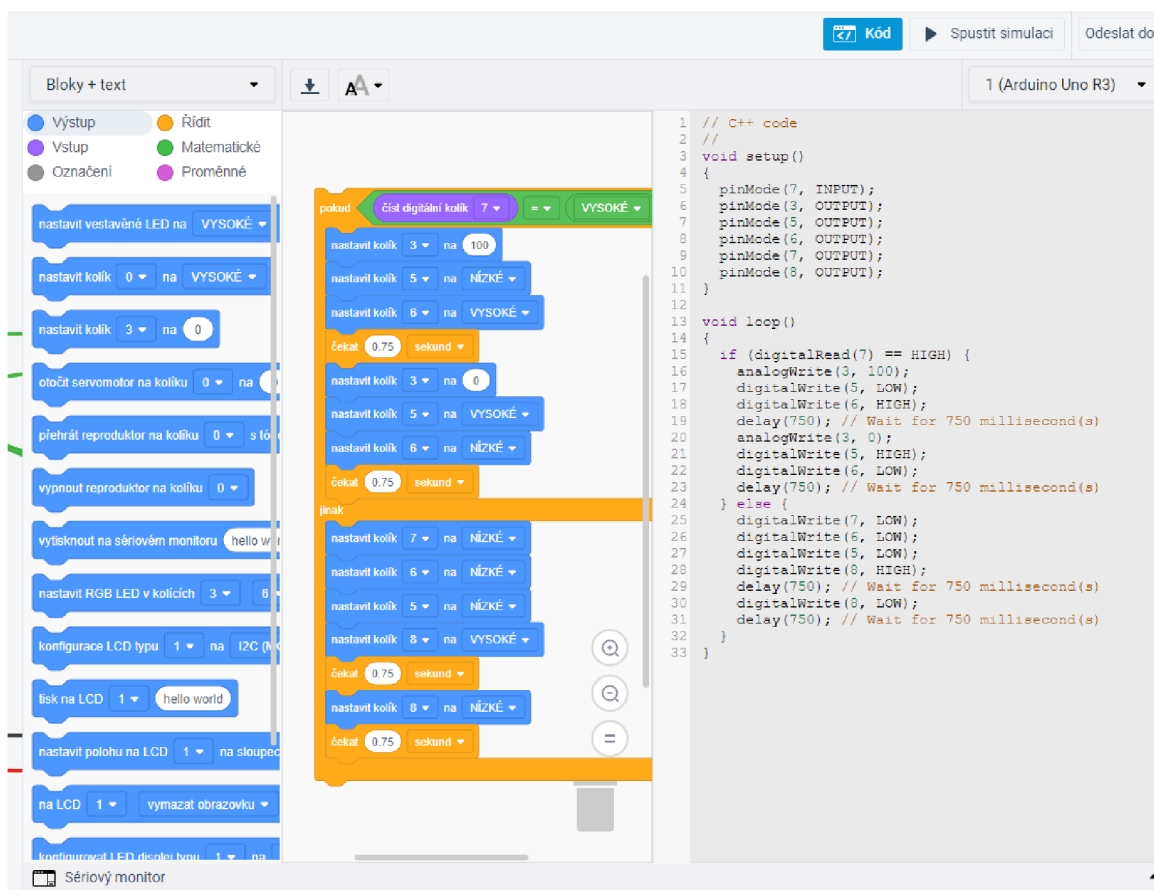 Kód
Spustit simulaci
Odeslat do
Bloky + text
1 (Arduino Uno R3)
Výstup
Řídit
Vstup
Matematické
Označení
Proměnné
nastavit vestavěné LED na VYSOKÉ
nastavit kolík 0 na VYSOKÉ
nastavit kolík 3 na 0
otočit servomotor na kolíku 0 na
přehrát reproduktor na kolíku 0 s
vypnout reproduktor na kolíku 0
vytisknout na sériovém monitoru hello
nastavit RGB LED v kolících 3 6
konfigurace LCD typu 1 na I2C
tisk na LCD 1 hello world
nastavit polohu na LCD 1 na sloupec
na LCD 1 vymazat obrazovku
konfigurovat LED displej typu 1 na
pokud číst digitální kolík 7 = VYSOKÉ
nastavit kolík 3 na 100
nastavit kolík 5 na NÍZKÉ
nastavit kolík 6 na VYSOKÉ
čekat 0.75 sekund
nastavit kolík 3 na 0
nastavit kolík 5 na VYSOKÉ
nastavit kolík 6 na NÍZKÉ
čekat 0.75 sekund
jinak
nastavit kolík 7 na NÍZKÉ
nastavit kolík 6 na NÍZKÉ
nastavit kolík 5 na NÍZKÉ
nastavit kolík 8 na VYSOKÉ
čekat 0.75 sekund
nastavit kolík 8 na NÍZKÉ
čekat 0.75 sekund
1 // C++ code
2 //
3 void setup()
4 {
5 pinMode(7, INPUT);
6 pinMode(3, OUTPUT);
7 pinMode(5, OUTPUT);
8 pinMode(6, OUTPUT);
9 pinMode(7, OUTPUT);
10 pinMode(8, OUTPUT);
11 }
12
13 void loop()
14 {
15 if (digitalRead(7) == HIGH) {
16 analogWrite(3, 100);
17 digitalWrite(5, LOW);
18 digitalWrite(6, HIGH);
19 delay(750); // Wait for 750 millisecond(s)
20 analogWrite(3, 0);
21 digitalWrite(5, HIGH);
22 digitalWrite(6, LOW);
23 delay(750); // Wait for 750 millisecond(s)
24 } else {
25 digitalWrite(7, LOW);
26 digitalWrite(6, LOW);
27 digitalWrite(5, LOW);
28 digitalWrite(8, HIGH);
29 delay(750); // Wait for 750 millisecond(s)
30 digitalWrite(8, LOW);
31 delay(750); // Wait for 750 millisecond(s)
32 }
33 }
Sériový monitor